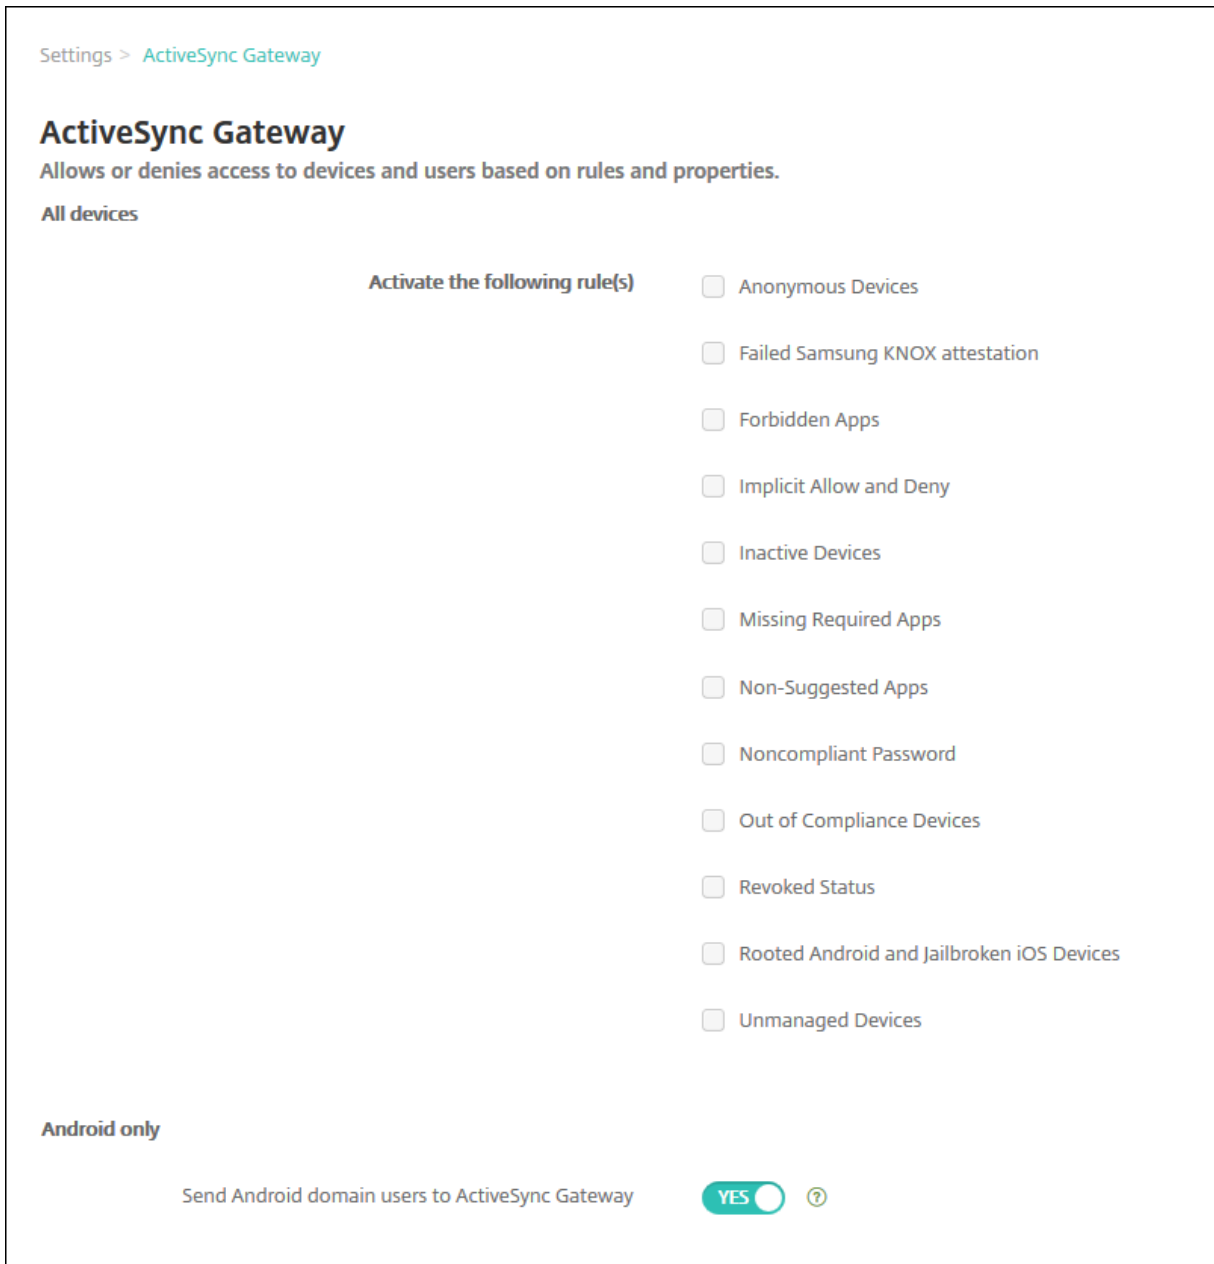 Settings > ActiveSync Gateway
ActiveSync Gateway
Allows or denies access to devices and users based on rules and properties.
All devices
Activate the following rule(s)
Anonymous Devices
Failed Samsung KNOX attestation
Forbidden Apps
Implicit Allow and Deny
Inactive Devices
Missing Required Apps
Non-Suggested Apps
Noncompliant Password
Out of Compliance Devices
Revoked Status
Rooted Android and Jailbroken iOS Devices
Unmanaged Devices
Android only
Send Android domain users to ActiveSync Gateway YES ?